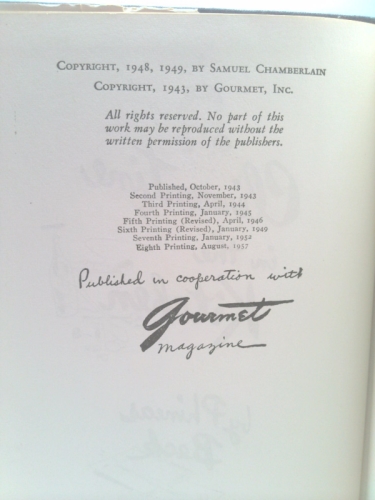 COPYRIGHT, 1948, 1949, BY SAMUEL CHAMBERLAIN
COPYRIGHT, 1943, BY GOURMET, INC.
All rights reserved. No part of this
work may be reproduced without the
written permission of the publishers.
Published, October, 1943
Second Printing, November, 1943
Third Printing, April, 1944
Fourth Printing, January, 1945
Fifth Printing (Revised), April, 1946
Sixth Printing (Revised), January, 1949
Seventh Printing, January, 1952
Eighth Printing, August, 1957
Published in cooperation with
Gourmet
magazine